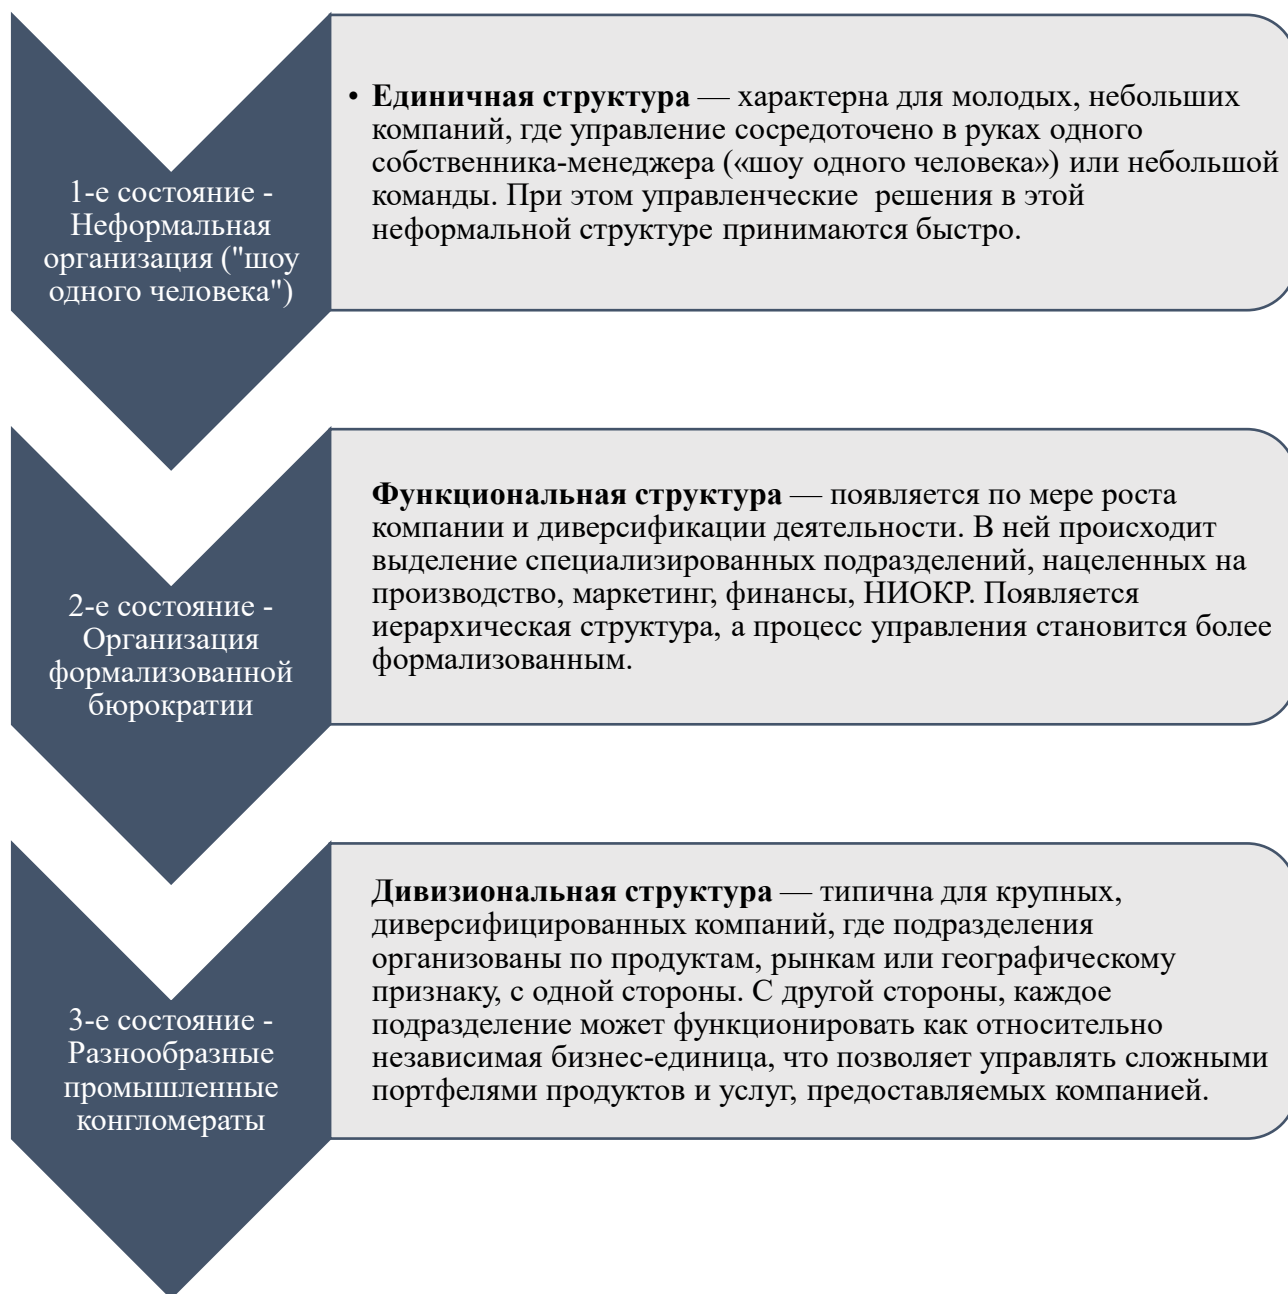 1-е состояние -
Неформальная
организация ("шоу
одного человека")
• Единичная структура — характерна для молодых, небольших
компаний, где управление сосредоточено в руках одного
собственника-менеджера («шоу одного человека») или небольшой
команды. При этом управленческие  решения в этой
неформальной структуре принимаются быстро.
2-е состояние -
Организация
формализованной
бюрократии
Функциональная структура — появляется по мере роста
компании и диверсификации деятельности. В ней происходит
выделение специализированных подразделений, нацеленных на
производство, маркетинг, финансы, НИОКР. Появляется
иерархическая структура, а процесс управления становится более
формализованным.
3-е состояние -
Разнообразные
промышленные
конгломераты
Дивизиональная структура — типична для крупных,
диверсифицированных компаний, где подразделения
организованы по продуктам, рынкам или географическому
признаку, с одной стороны. С другой стороны, каждое
подразделение может функционировать как относительно
независимая бизнес-единица, что позволяет управлять сложными
портфелями продуктов и услуг, предоставляемых компанией.